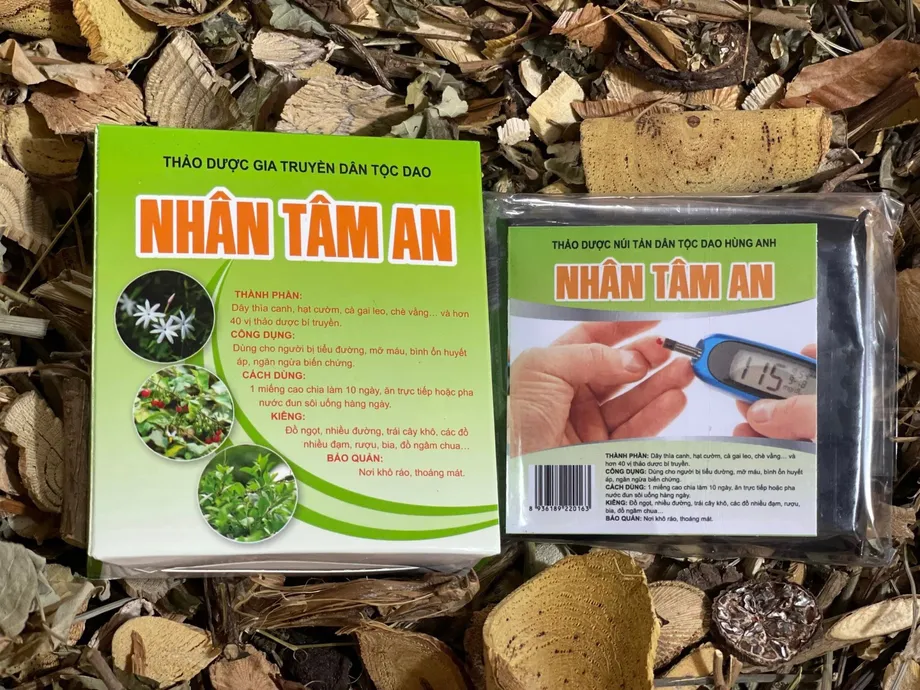 THẢO DƯỢC GIA TRUYỀN DÂN TỘC DAO
NHÂN TÂM AN
THÀNH PHẦN:
Dây thìa canh, hạt cườm, cà gai leo, chè vằng... và hơn
40 vị thảo dược bí truyền.
CÔNG DỤNG:
Dùng cho người bị tiểu đường, mỡ máu, bình ổn huyết
áp, ngăn ngừa biến chứng.
CÁCH DÙNG:
1 miếng cao chia làm 10 ngày, ăn trực tiếp hoặc pha
nước đun sôi uống hàng ngày.
KIÊNG:
Đồ ngọt, nhiều đường, trái cây khô, các đồ
nhiều đạm, rượu, bia, đồ ngâm chua...
BẢO QUẢN:
Nơi khô ráo, thoáng mát.
THẢO DƯỢC NÚI TẢN DÂN TỘC DAO HÙNG ANH
NHÂN TÂM AN
115
THÀNH PHẦN: Dây thìa canh, hạt cườm, cà gai leo, chè vằng... và
hơn 40 vị thảo dược bí truyền.
CÔNG DỤNG: Dùng cho người bị tiểu đường, mỡ máu, bình ổn huyết
áp, ngăn ngừa biến chứng.
CÁCH DÙNG: 1 miếng cao chia làm 10 ngày, ăn trực tiếp hoặc pha
nước đun sôi uống hàng ngày.
KIÊNG: Đồ ngọt, nhiều đường, trái cây khô, các đồ nhiều đạm, rượu,
bia, đồ ngâm chua...
BẢO QUẢN: Nơi khô ráo, thoáng mát.
8 936189 220163